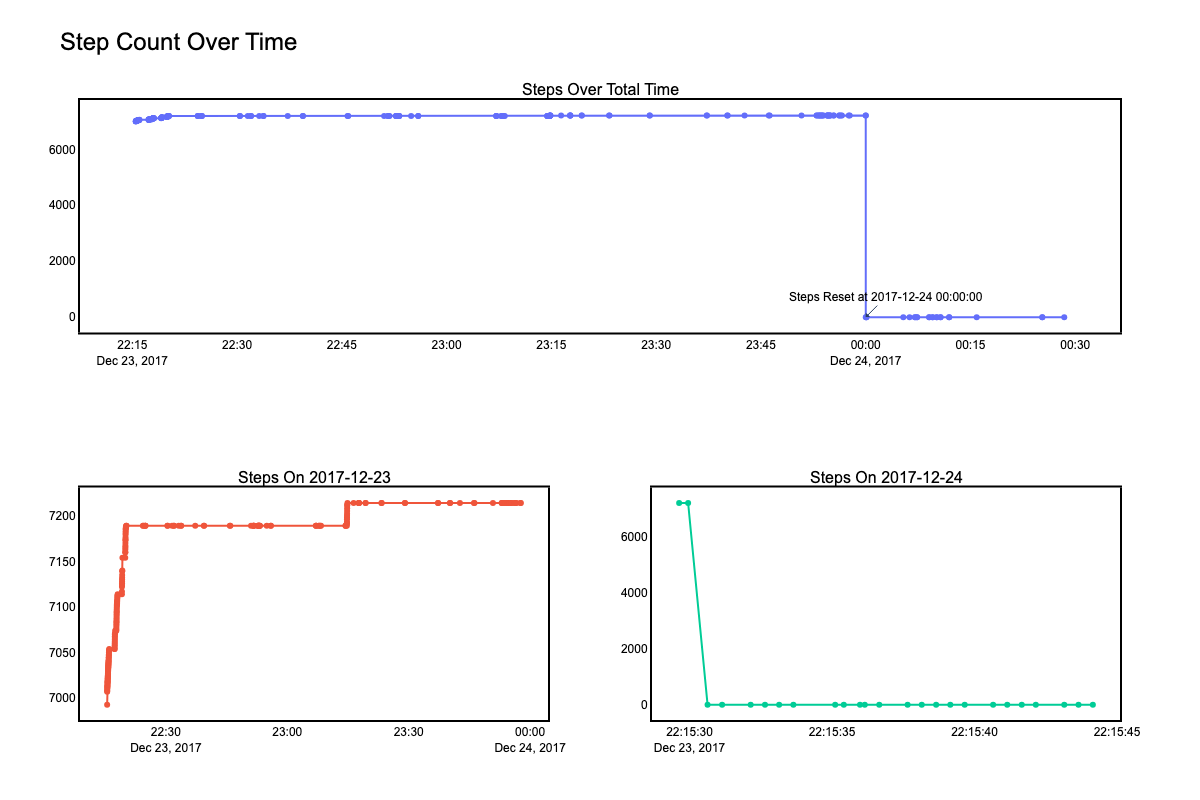 Step Count Over Time
Steps Over Total Time
6000
4000
2000
0
Steps Reset at 2017-12-24 00:00:00
22:15 22:30 22:45 23:00 23:15 23:30 23:45 00:00 00:15 00:30
Dec 23, 2017 Dec 24, 2017
Steps On 2017-12-23
7200
7150
7100
7050
7000
22:30 23:00 23:30 00:00
Dec 23, 2017 Dec 24, 2017
Steps On 2017-12-24
6000
4000
2000
0
22:15:30 22:15:35 22:15:40 22:15:45
Dec 23, 2017